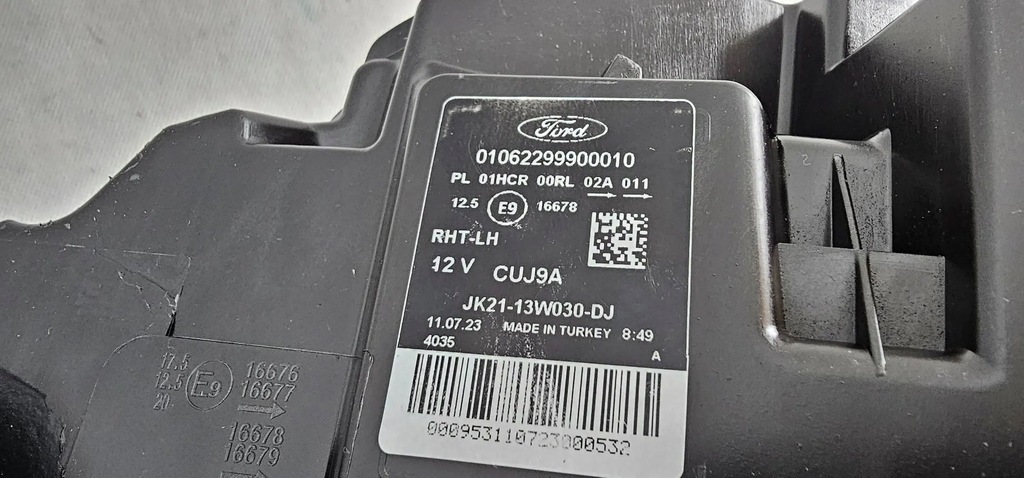 Ford
01062299900010
PL 01HCR 00RL 02A 011
12.5 E9 16678
RHT-LH
12 V CUJ9A
JK21-13W030-DJ
11.07.23 MADE IN TURKEY 8:49
4035 A
000953110723000532
17.5 16676
12.5 E9 16677
20
16678
16679
2